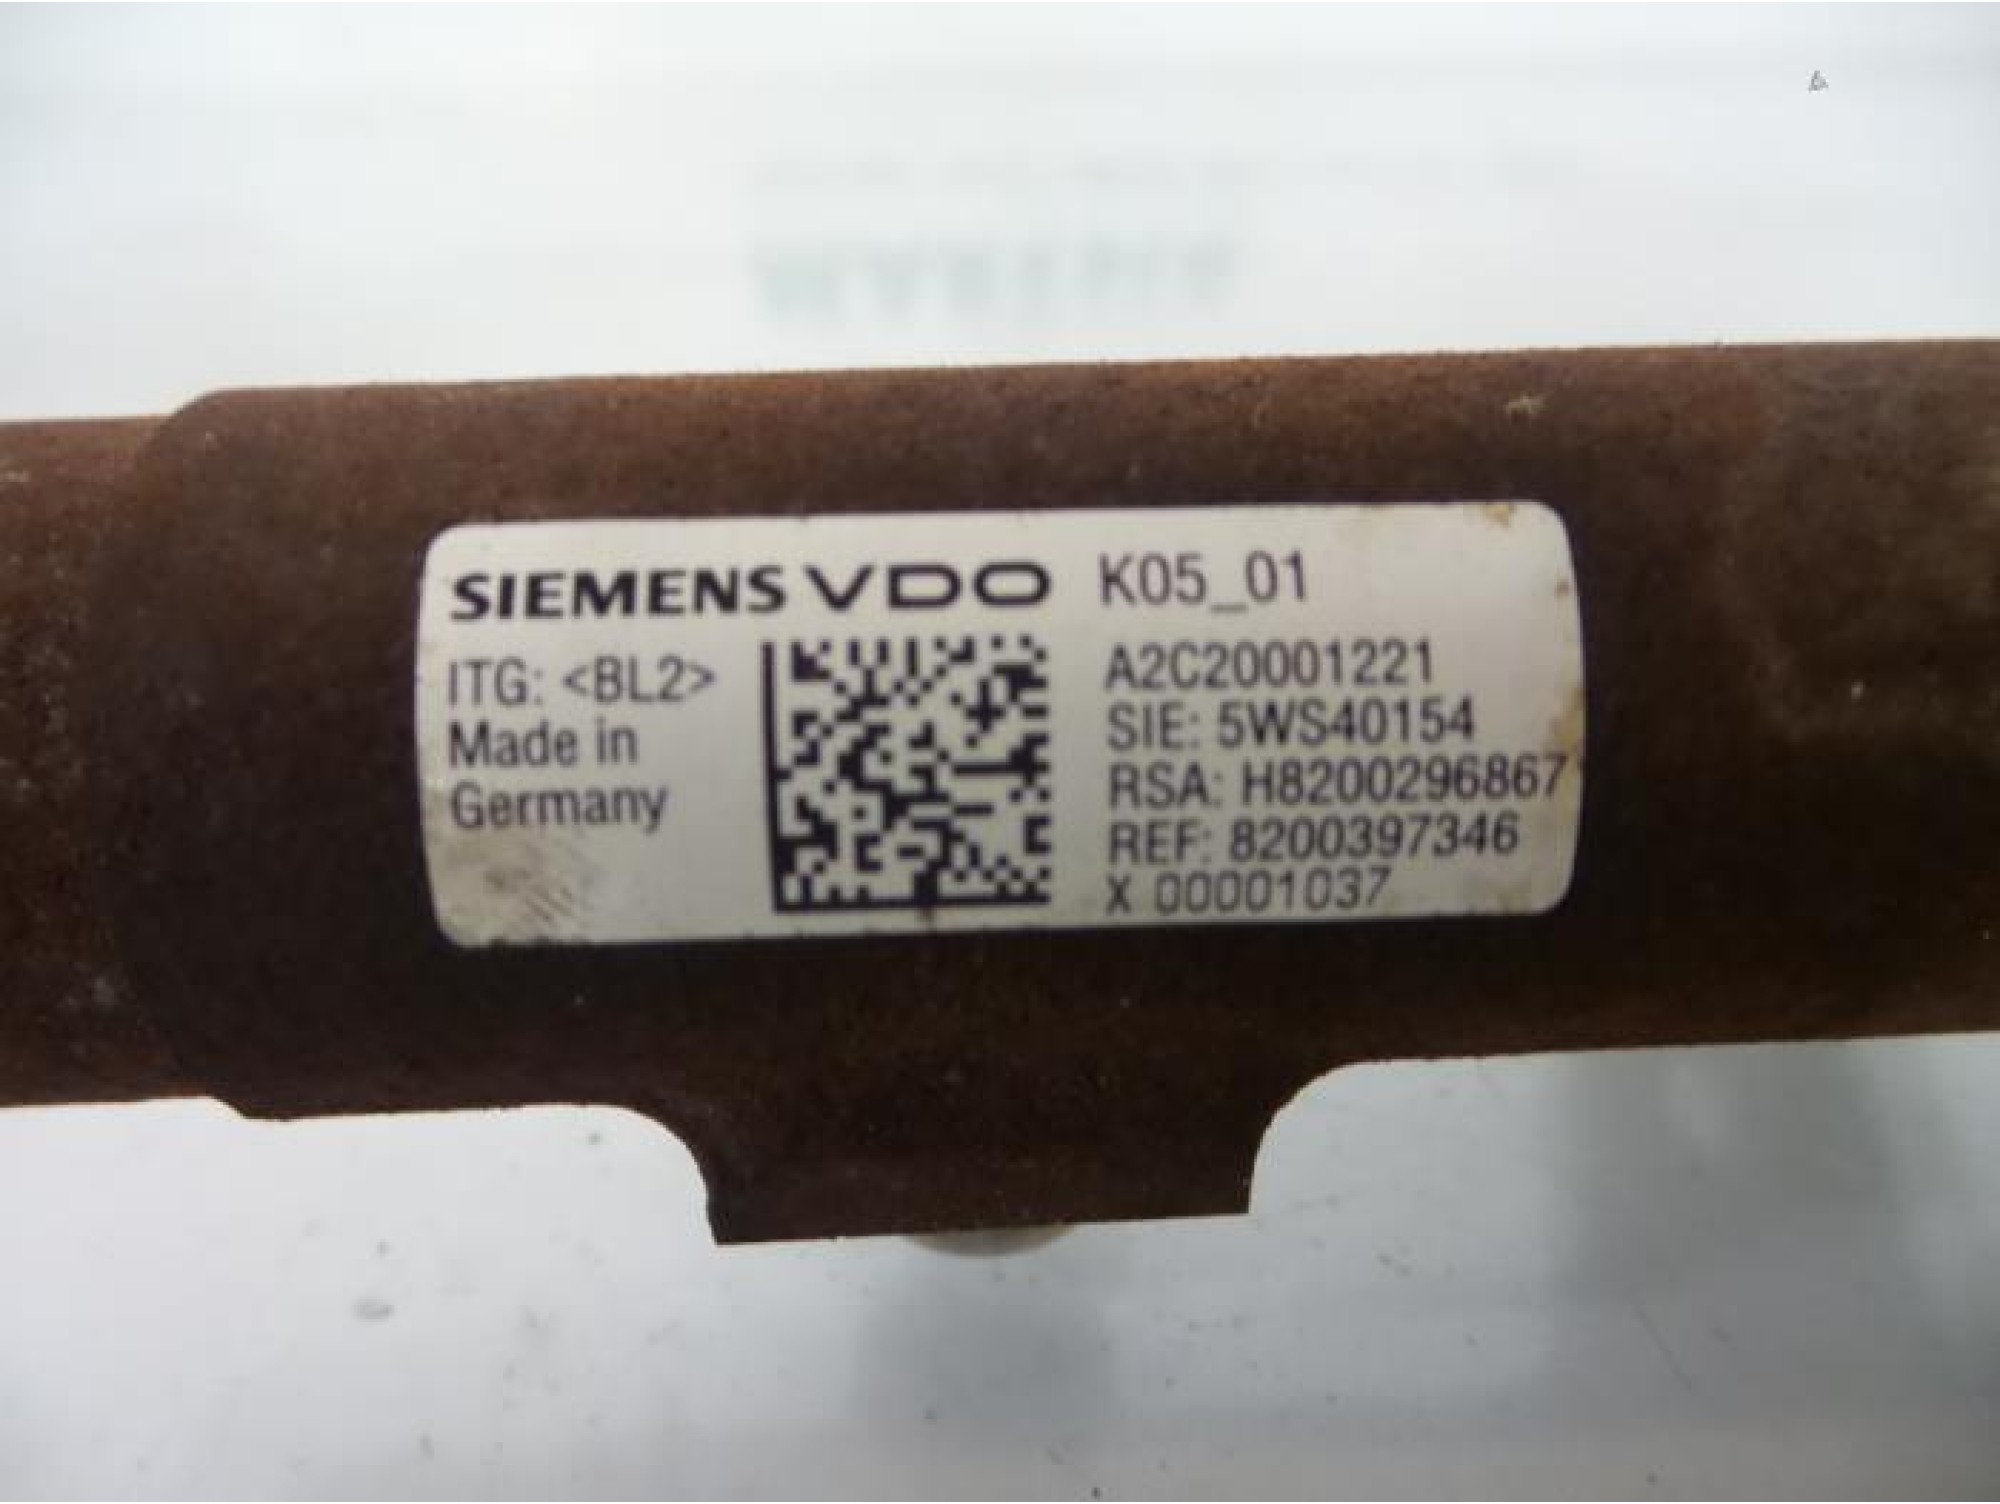 SIEMENS VDO K05_01
ITG: <BL2>
Made in
Germany
A2C20001221
SIE: 5WS40154
RSA: H8200296867
REF: 8200397346
X 00001037